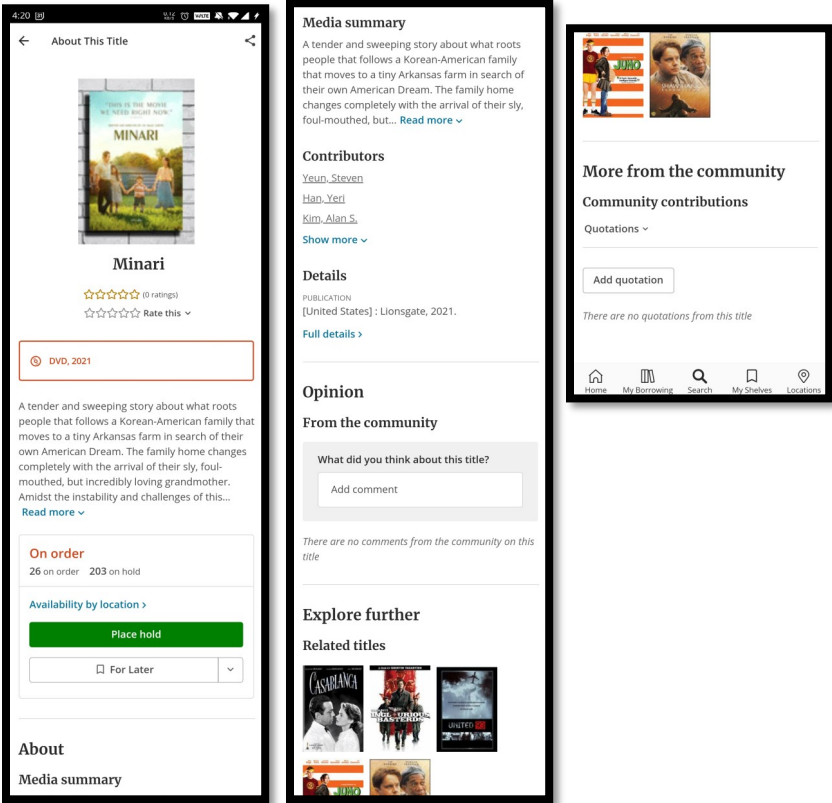 4:20
About This Title
"THIS IS THE MOVIE
WE NEED RIGHT NOW."
MINARI
Minari
(0 ratings)
Rate this
DVD, 2021
A tender and sweeping story about what roots
people that follows a Korean-American family that
moves to a tiny Arkansas farm in search of their
own American Dream. The family home changes
completely with the arrival of their sly, foul-
mouthed, but incredibly loving grandmother.
Amidst the instability and challenges of this...
Read more
On order
26 on order 203 on hold
Availability by location >
Place hold
For Later
About
Media summary
Media summary
A tender and sweeping story about what roots
people that follows a Korean-American family
that moves to a tiny Arkansas farm in search of
their own American Dream. The family home
changes completely with the arrival of their sly,
foul-mouthed, but... Read more
Contributors
Yeun, Steven
Han, Yeri
Kim, Alan S.
Show more
Details
PUBLICATION
[United States] : Lionsgate, 2021.
Full details >
Opinion
From the community
What did you think about this title?
Add comment
There are no comments from the community on this
title
Explore further
Related titles
CASABLANCA
INGLOURIOUS
BASTERDS
UNITED 93
JUNO
JUNO
More from the community
Community contributions
Quotations
Add quotation
There are no quotations from this title
Home My Borrowing Search My Shelves Locations